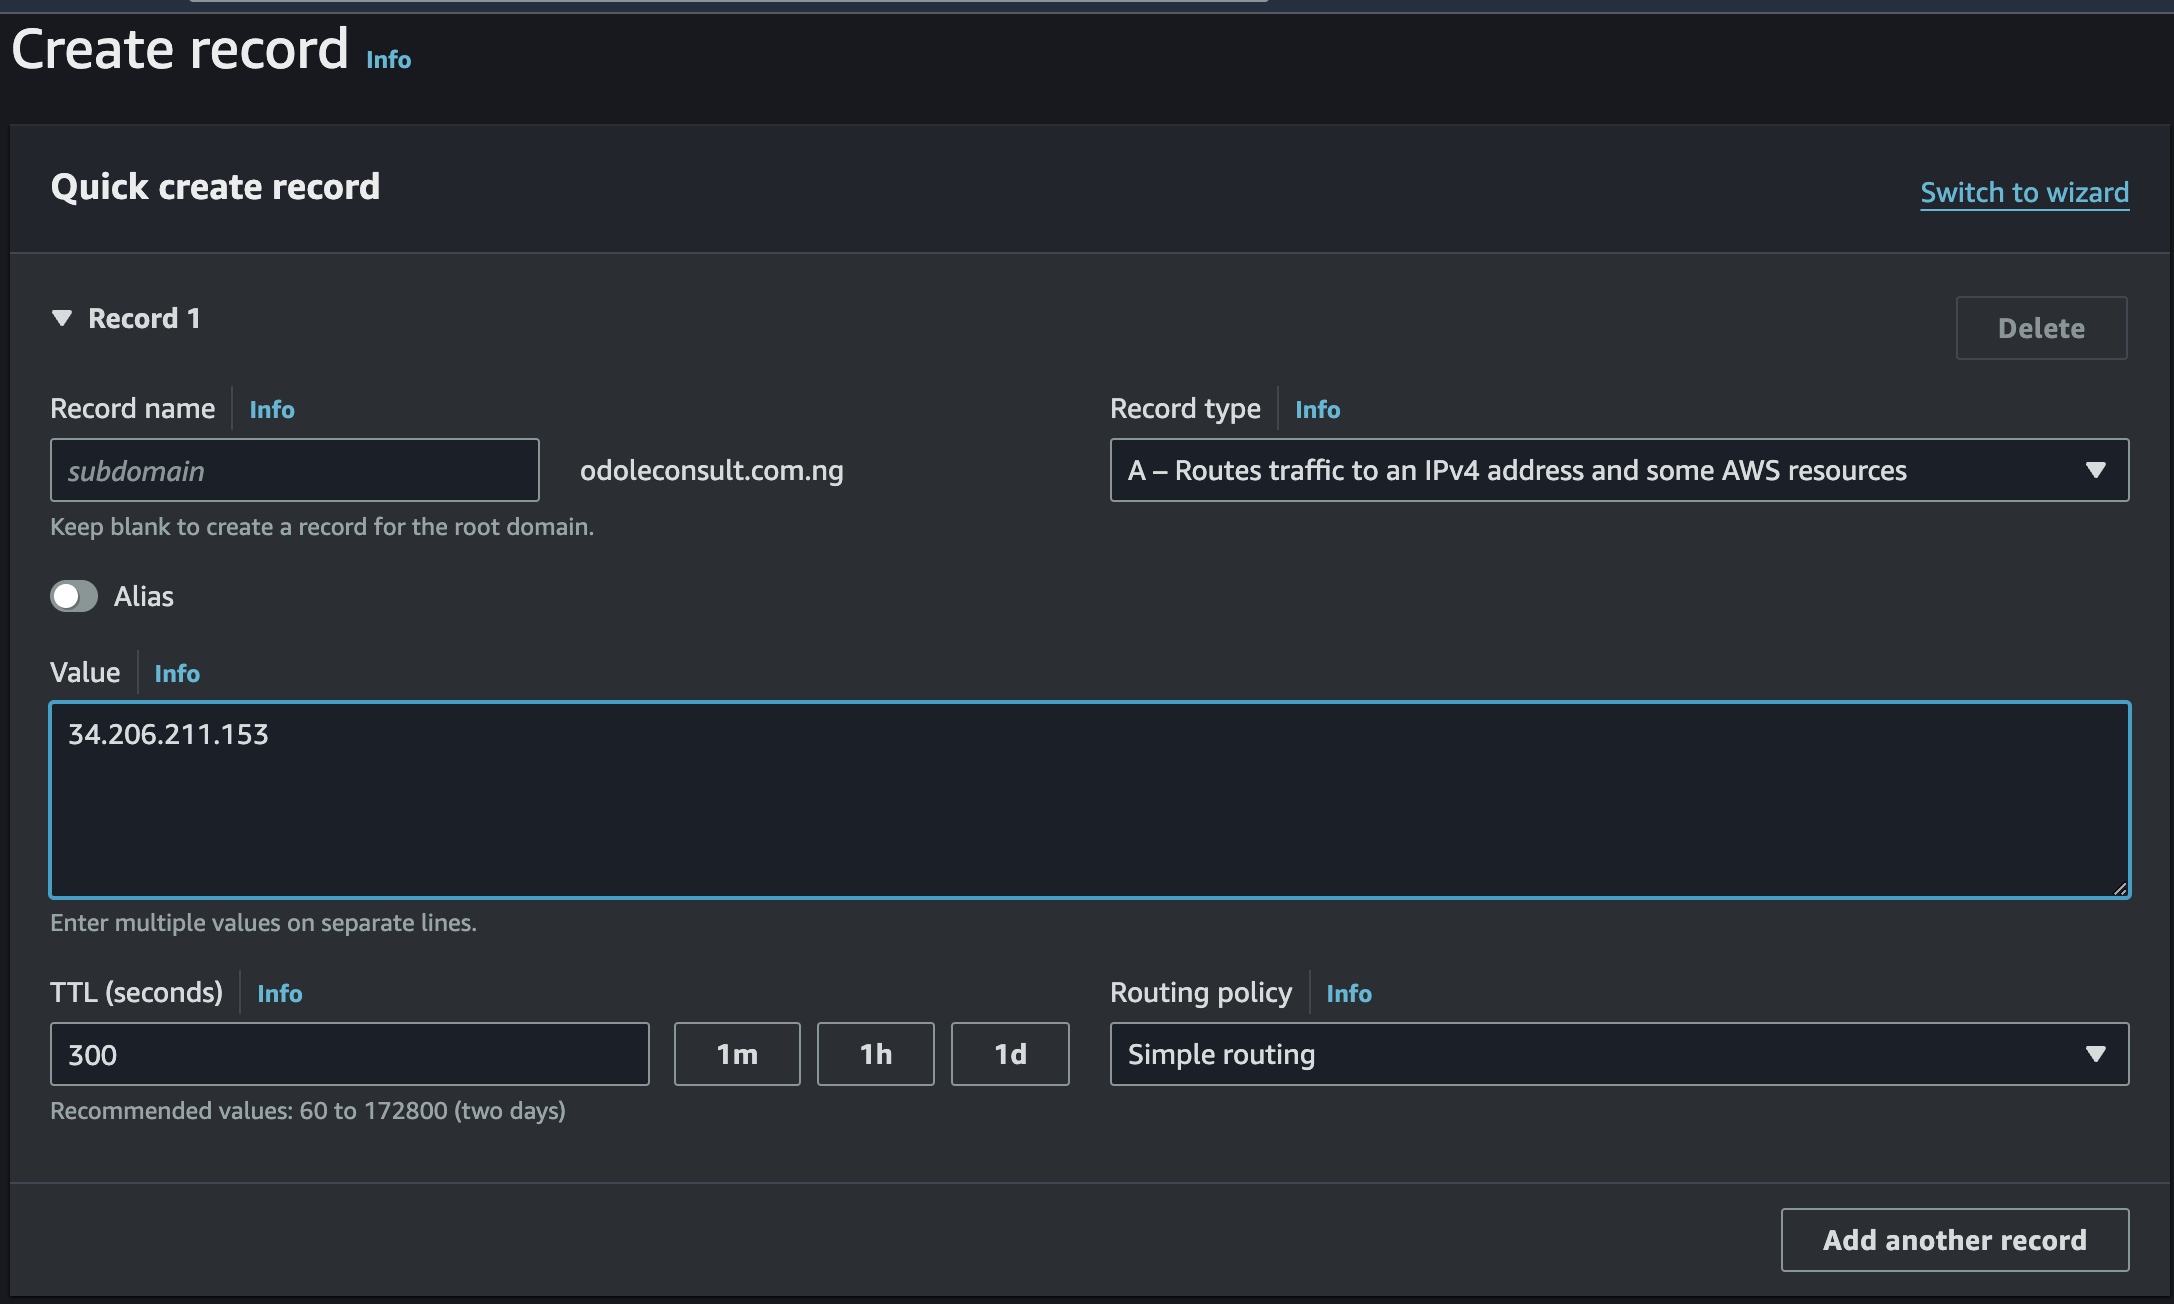 Create record Info
Quick create record
Switch to wizard
Record 1
Delete
Record name Info
Record type Info
subdomain
odoleconsult.com.ng
A – Routes traffic to an IPv4 address and some AWS resources
Keep blank to create a record for the root domain.
Alias
Value Info
34.206.211.153
Enter multiple values on separate lines.
TTL (seconds) Info
Routing policy Info
300
1m
1h
1d
Simple routing
Recommended values: 60 to 172800 (two days)
Add another record